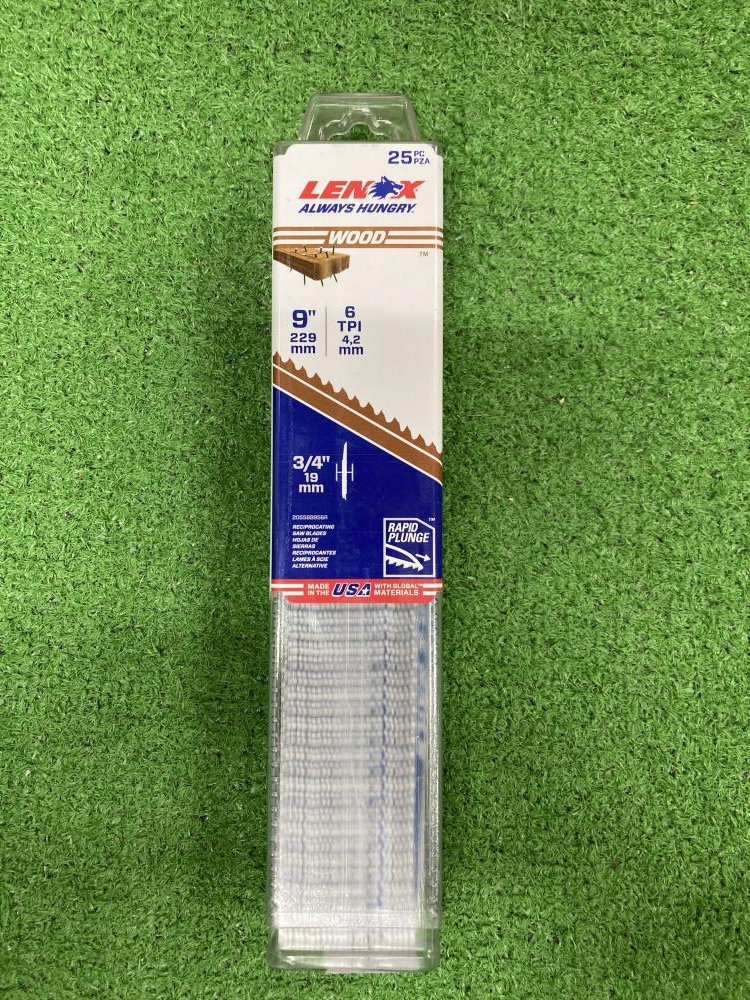 25 PC
PZA
LENOX
ALWAYS HUNGRY.
WOOD
TM
9"
229
mm
6
TPI
4,2
mm
3/4"
19
mm
20556B956R
RECIPROCATING
SAW BLADES
HOJAS DE
SIERRAS
RECIPROCANTES
LAMES À SCIE
ALTERNATIVE
RAPID
PLUNGE
TM
MADE IN THE USA WITH GLOBAL MATERIALS